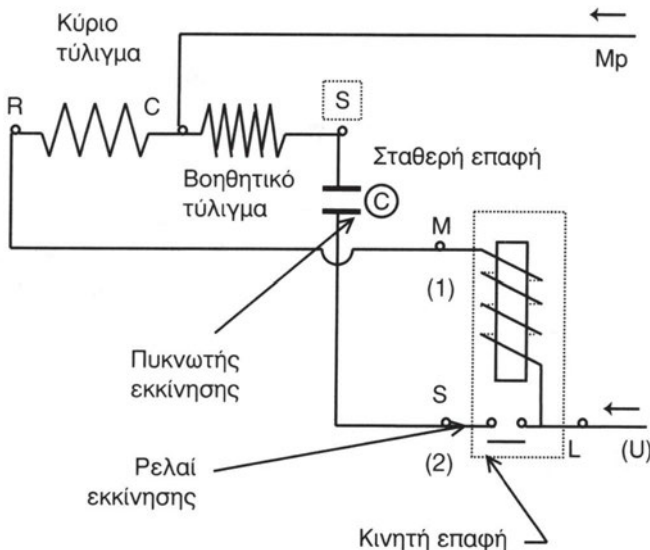 Κύριο
τύλιγμα
Mp
R
C
S
Σταθερή επαφή
Βοηθητικό
τύλιγμα
C
M
(1)
Πυκνωτής
εκκίνησης
S
(2)
L
(U)
Ρελαί
εκκίνησης
Κινητή επαφή